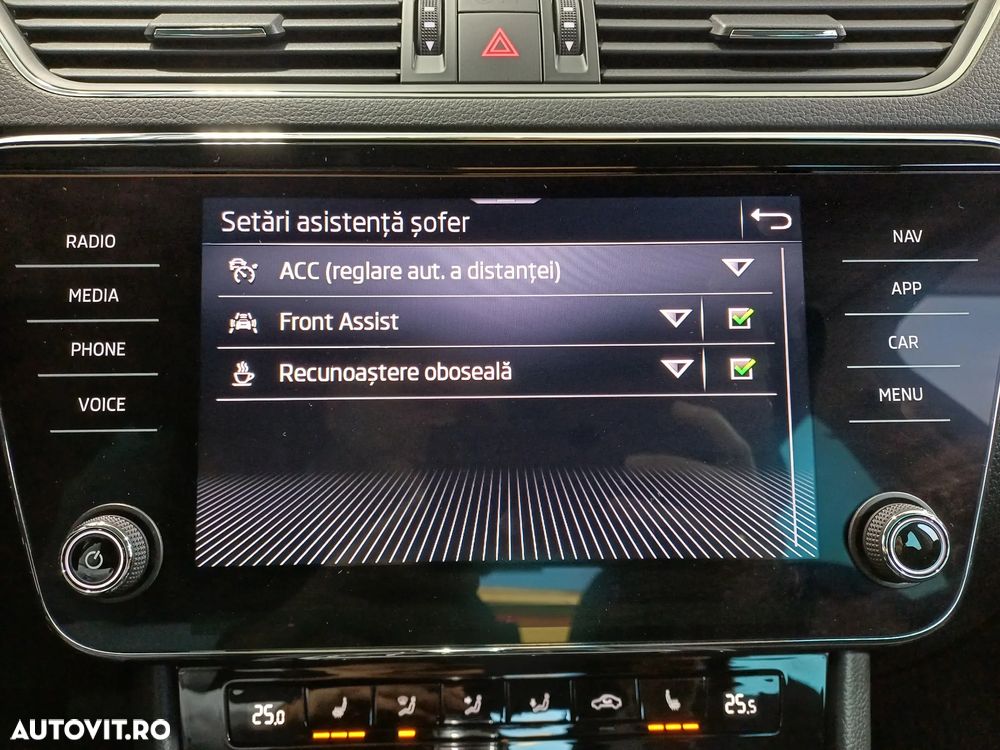 Setări asistență șofer
RADIO
MEDIA
PHONE
VOICE
ACC (reglare aut. a distanței)
Front Assist
Recunoaștere oboseală
NAV
APP
CAR
MENU
25.0
25.5
AUTOVIT.RO